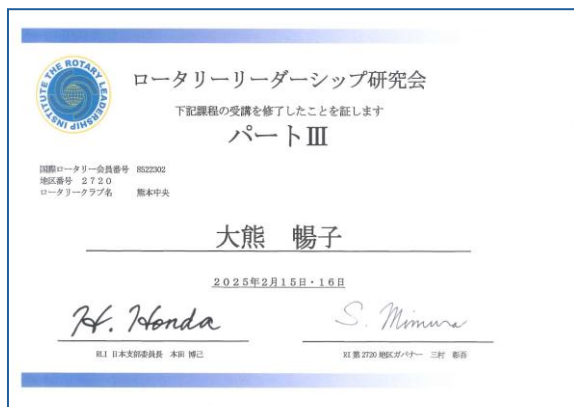 THE ROTARY LEADERSHIP INSTITUTE
ロータリーリーダーシップ研究会
下記課程の受講を修了したことを証します
パートⅢ
国際ロータリー会員番号 8522302
地区番号 2720
ロータリークラブ名 熊本中央
大熊 暢子
2025年2月15日・16日
H. Honda
S. Mimura
RLI 日本支部委員長 本田 博己
RI 第2720 地区ガバナー 三村 彰吾